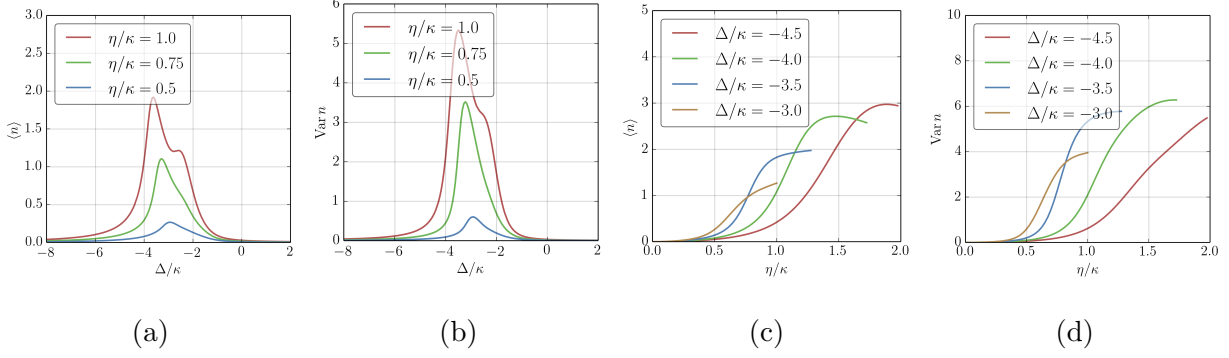 3.0
2.5
2.0
1.5
1.0
0.5
0.0
⟨n⟩
η/κ = 1.0
η/κ = 0.75
η/κ = 0.5
−8 −6 −4 −2 0 2
Δ/κ
(a)
6
5
4
3
2
1
0
Var n
η/κ = 1.0
η/κ = 0.75
η/κ = 0.5
−8 −6 −4 −2 0 2
Δ/κ
(b)
5
4
3
2
1
0
⟨n⟩
Δ/κ = −4.5
Δ/κ = −4.0
Δ/κ = −3.5
Δ/κ = −3.0
0.0 0.5 1.0 1.5 2.0
η/κ
(c)
10
8
6
4
2
0
Var n
Δ/κ = −4.5
Δ/κ = −4.0
Δ/κ = −3.5
Δ/κ = −3.0
0.0 0.5 1.0 1.5 2.0
η/κ
(d)